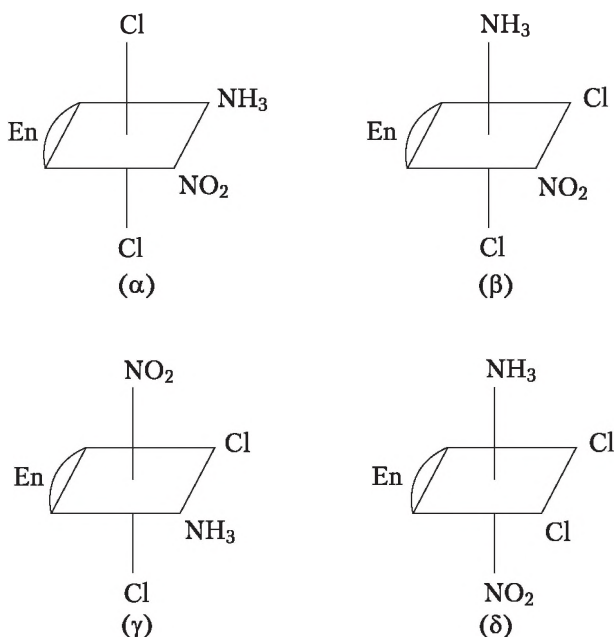 Cl
NH₃
En
NO₂
Cl
(α)
NH₃
Cl
En
NO₂
Cl
(β)
NO₂
Cl
En
NH₃
Cl
(γ)
NH₃
Cl
En
Cl
NO₂
(δ)